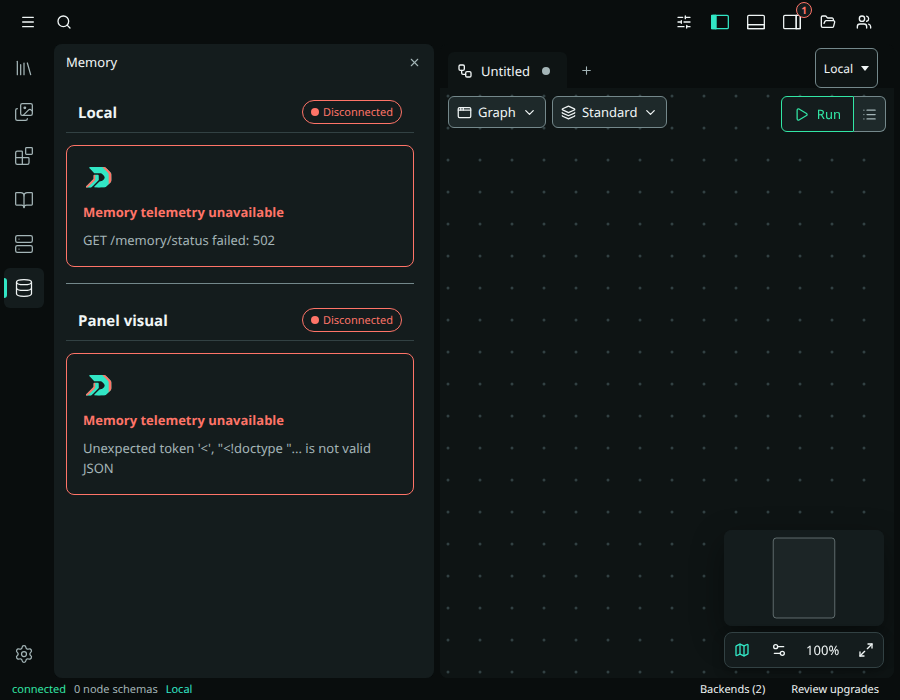 1
Memory
Untitled
Local
Local
Disconnected
Graph
Standard
Run
Memory telemetry unavailable
GET /memory/status failed: 502
Panel visual
Disconnected
Memory telemetry unavailable
Unexpected token '<', "<!doctype "... is not valid
JSON
100%
connected
0 node schemas
Local
Backends (2)
Review upgrades